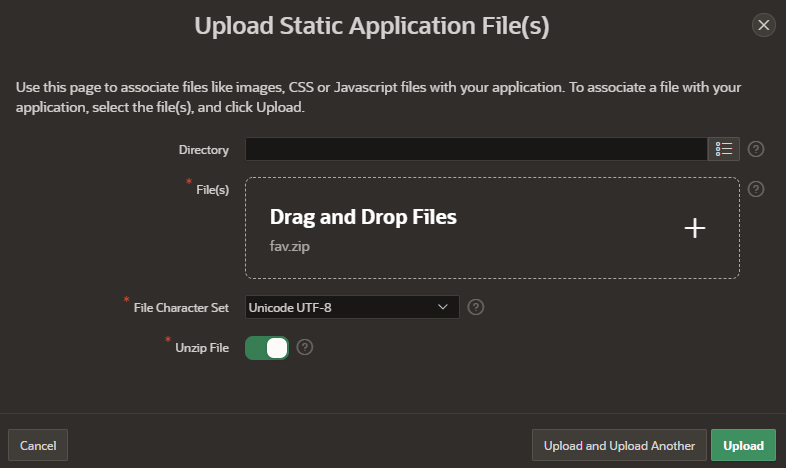 Upload Static Application File(s)
Use this page to associate files like images, CSS or Javascript files with your application. To associate a file with your
application, select the file(s), and click Upload.
Directory
* File(s)
Drag and Drop Files
fav.zip
* File Character Set
Unicode UTF-8
* Unzip File
Cancel
Upload and Upload Another
Upload